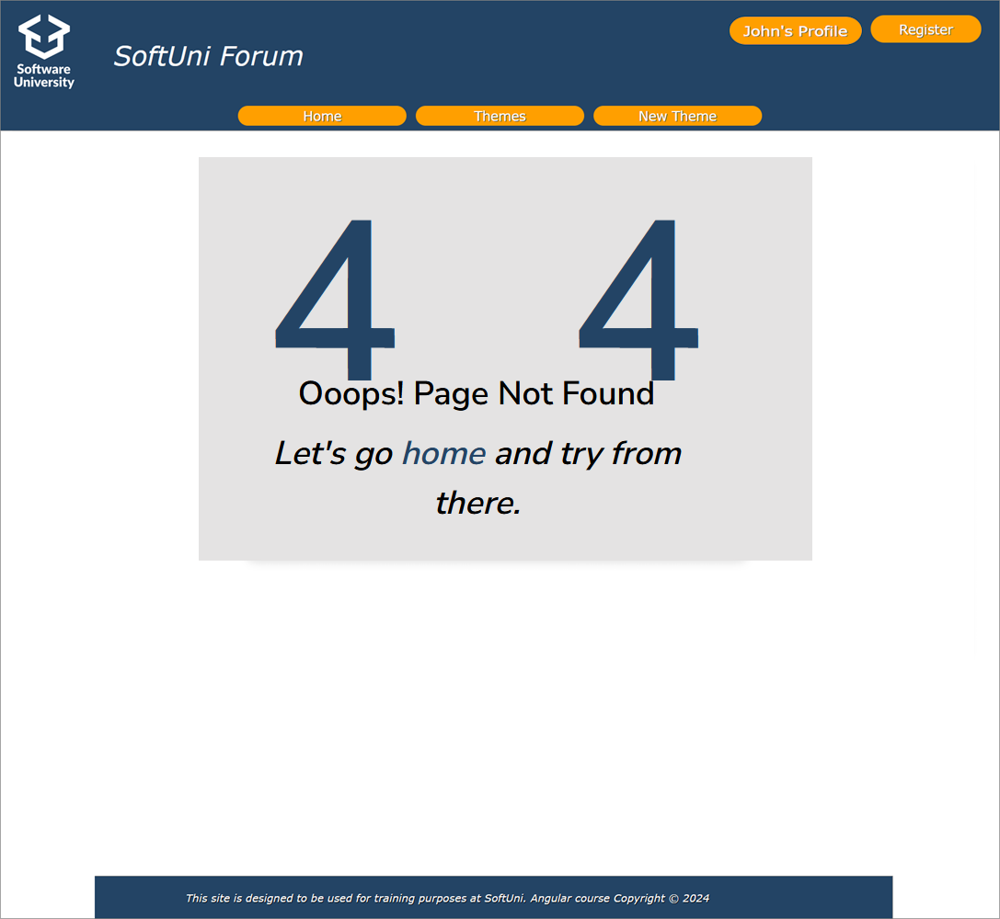 Software
University
SoftUni Forum
John's Profile
Register
Home
Themes
New Theme
4 4
Ooops! Page Not Found
Let's go home and try from
there.
This site is designed to be used for training purposes at SoftUni. Angular course Copyright © 2024